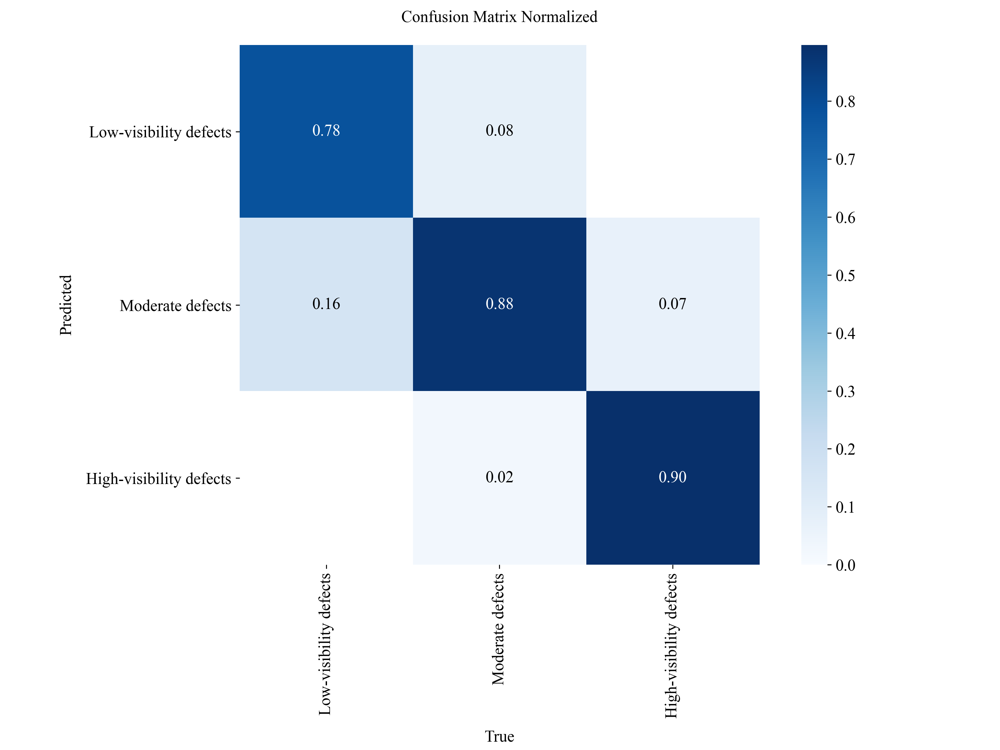 Confusion Matrix Normalized
Low-visibility defects
0.78
0.08
Moderate defects
0.16
0.88
0.07
High-visibility defects
0.02
0.90
Predicted
Low-visibility defects
Moderate defects
High-visibility defects
True
0.8
0.7
0.6
0.5
0.4
0.3
0.2
0.1
0.0